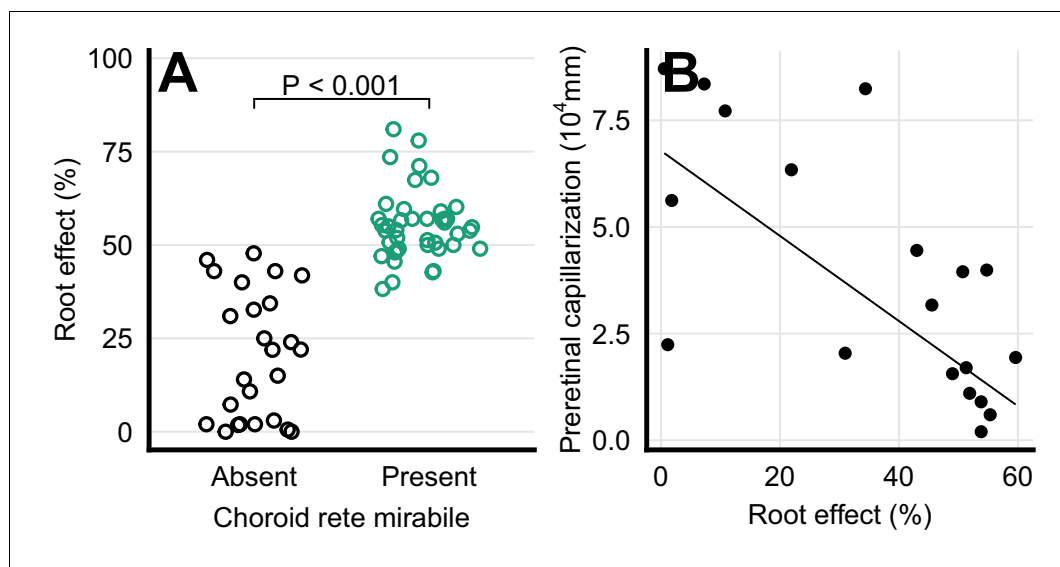 A
P < 0.001
100
75
50
25
0
Root effect (%)
Absent
Present
Choroid rete mirabile
B
7.5
5.0
2.5
0.0
Preretinal capillarization (10⁴mm)
0
20
40
60
Root effect (%)